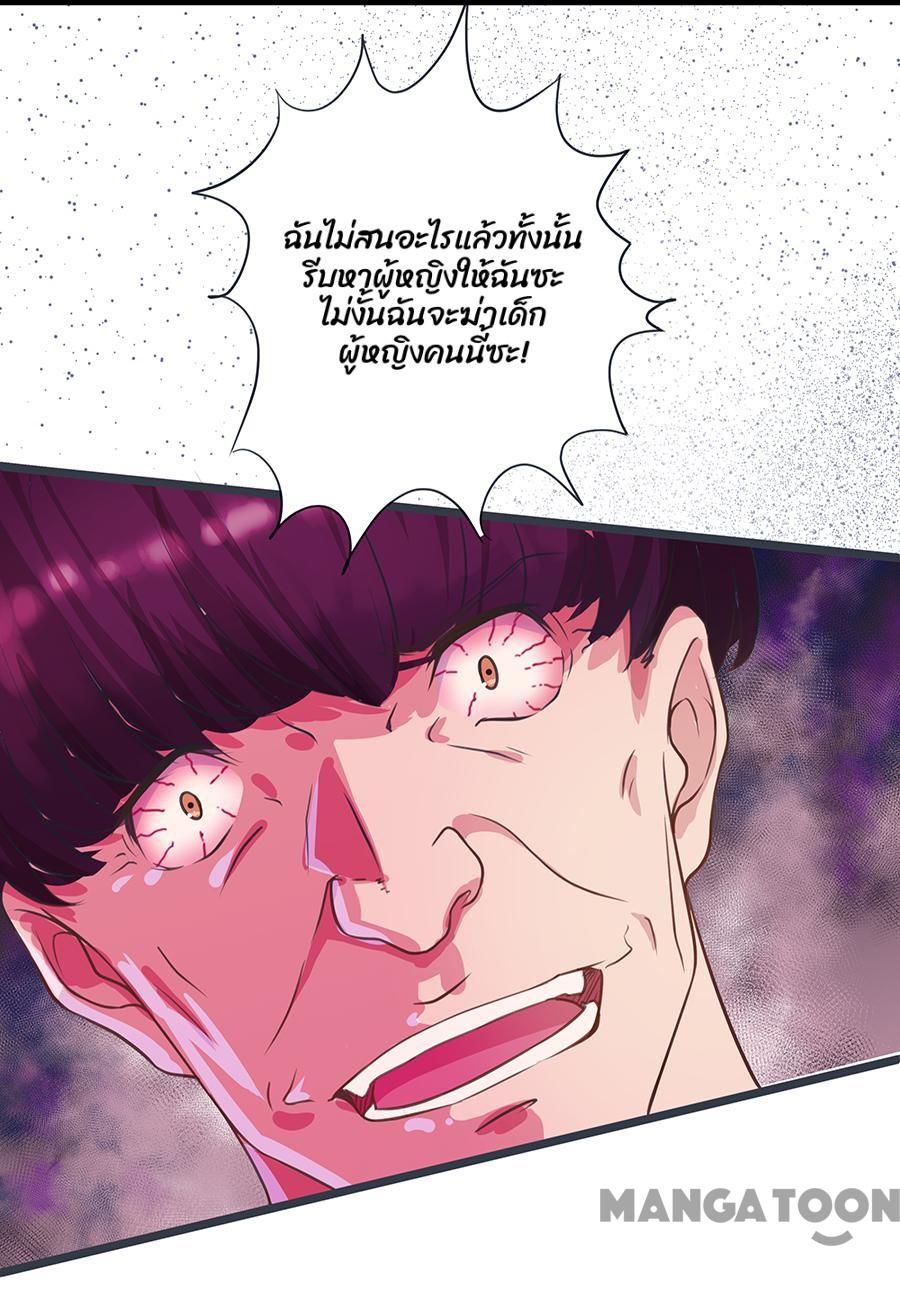 ฉันไม่สนอะไรแล้วทั้งนั้น
รีบหาผู้หญิงให้ฉันซะ
ไม่งั้นฉันจะฆ่าเด็ก
ผู้หญิงคนนี้ซะ!
MANGA TOON